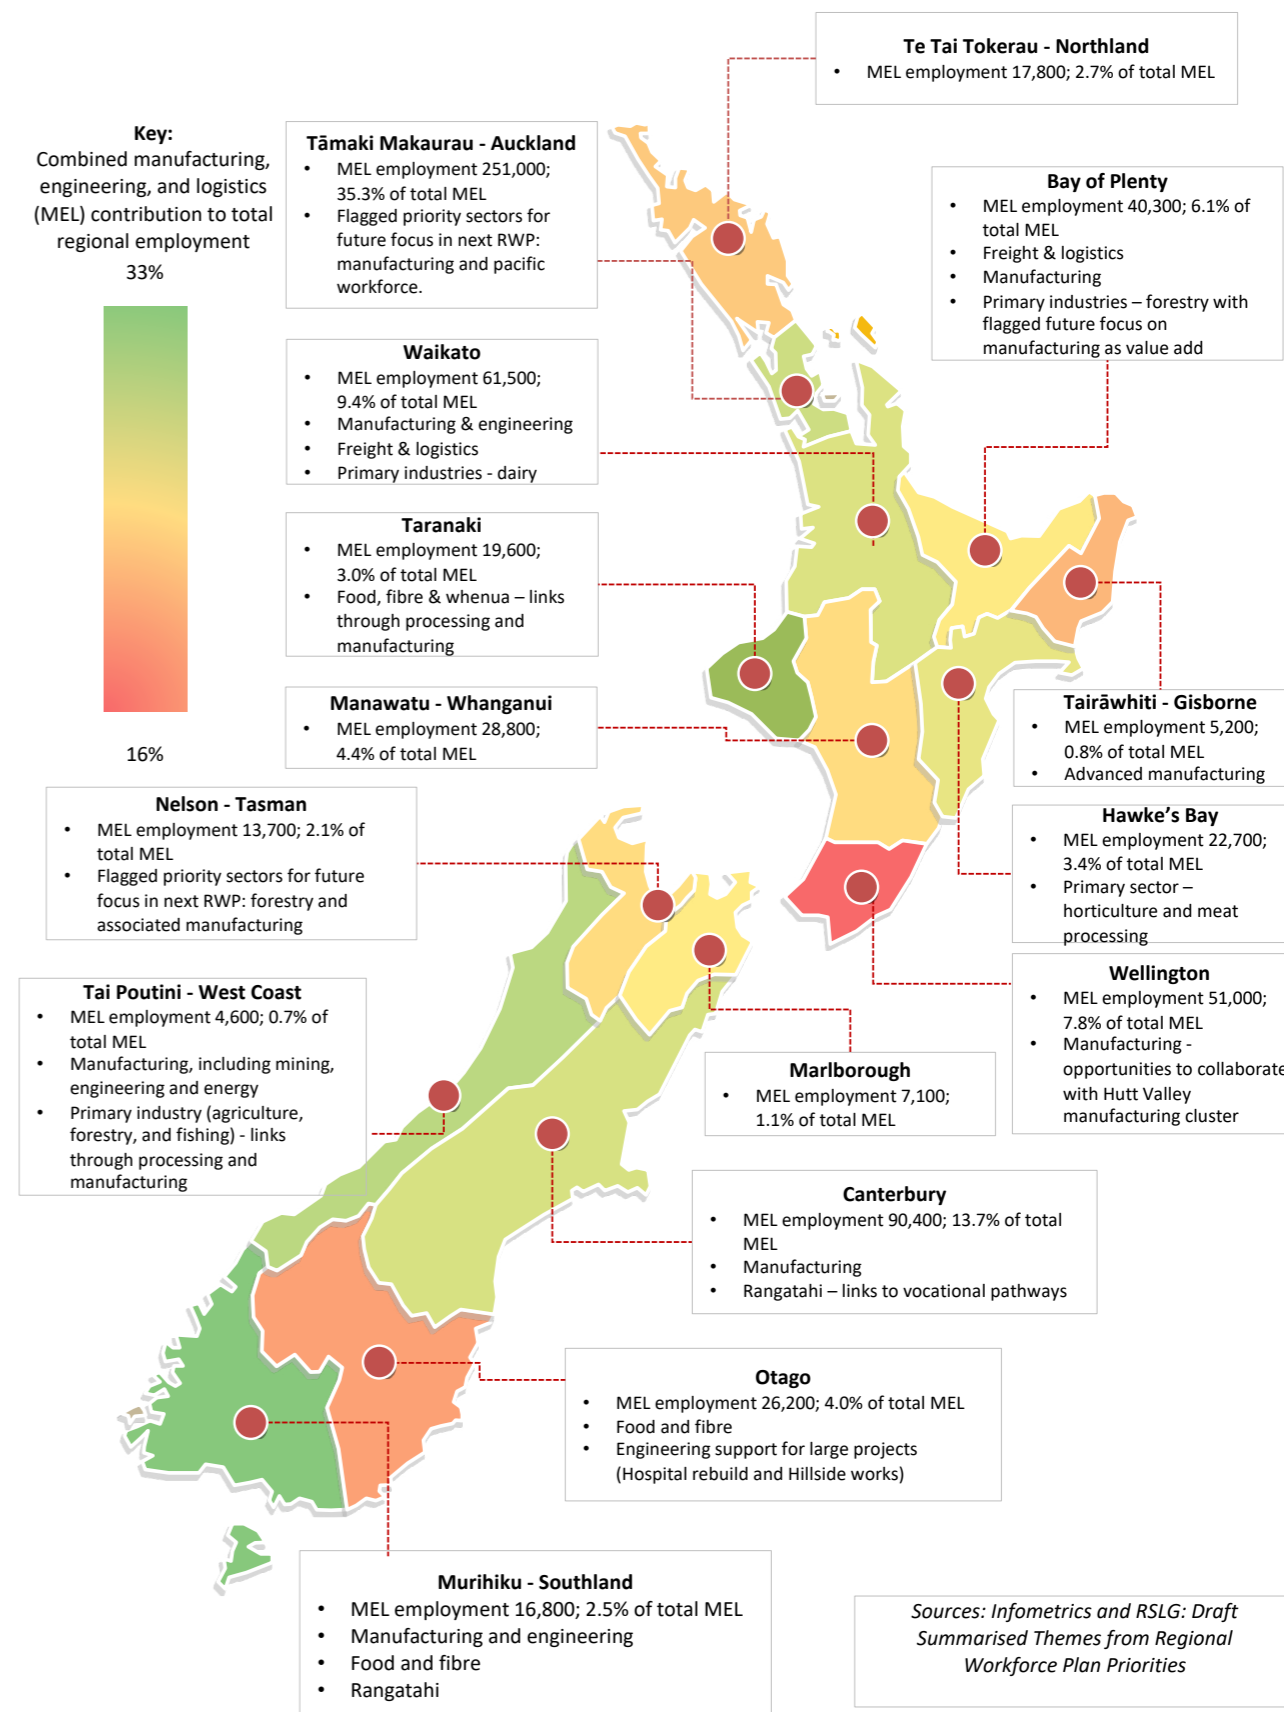 Te Tai Tokerau - Northland
• MEL employment 17,800; 2.7% of total MEL
Key:
Combined manufacturing,
engineering, and logistics
(MEL) contribution to total
regional employment
33%
16%
Tāmaki Makaurau - Auckland
• MEL employment 251,000;
35.3% of total MEL
• Flagged priority sectors for
future focus in next RWP:
manufacturing and pacific
workforce.
Bay of Plenty
• MEL employment 40,300; 6.1% of
total MEL
• Freight & logistics
• Manufacturing
• Primary industries – forestry with
flagged future focus on
manufacturing as value add
Waikato
• MEL employment 61,500;
9.4% of total MEL
• Manufacturing & engineering
• Freight & logistics
• Primary industries - dairy
Taranaki
• MEL employment 19,600;
3.0% of total MEL
• Food, fibre & whenua – links
through processing and
manufacturing
Manawatu - Whanganui
• MEL employment 28,800;
4.4% of total MEL
Tairāwhiti - Gisborne
• MEL employment 5,200;
0.8% of total MEL
• Advanced manufacturing
Nelson - Tasman
• MEL employment 13,700; 2.1% of
total MEL
• Flagged priority sectors for future
focus in next RWP: forestry and
associated manufacturing
Hawke's Bay
• MEL employment 22,700;
3.4% of total MEL
• Primary sector –
horticulture and meat
processing
Wellington
• MEL employment 51,000;
7.8% of total MEL
• Manufacturing -
opportunities to collaborate
with Hutt Valley
manufacturing cluster
Tai Poutini - West Coast
• MEL employment 4,600; 0.7% of
total MEL
• Manufacturing, including mining,
engineering and energy
• Primary industry (agriculture,
forestry, and fishing) - links
through processing and
manufacturing
Marlborough
• MEL employment 7,100;
1.1% of total MEL
Canterbury
• MEL employment 90,400; 13.7% of total
MEL
• Manufacturing
• Rangatahi – links to vocational pathways
Otago
• MEL employment 26,200; 4.0% of total MEL
• Food and fibre
• Engineering support for large projects
(Hospital rebuild and Hillside works)
Murihiku - Southland
• MEL employment 16,800; 2.5% of total MEL
• Manufacturing and engineering
• Food and fibre
• Rangatahi
Sources: Infometrics and RSLG: Draft
Summarised Themes from Regional
Workforce Plan Priorities